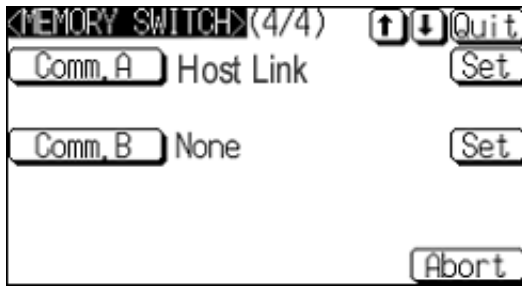 <MEMORY SWITCH>(4/4) ↑ ↓ Quit
Comm.A Host Link Set
Comm.B None Set
Abort